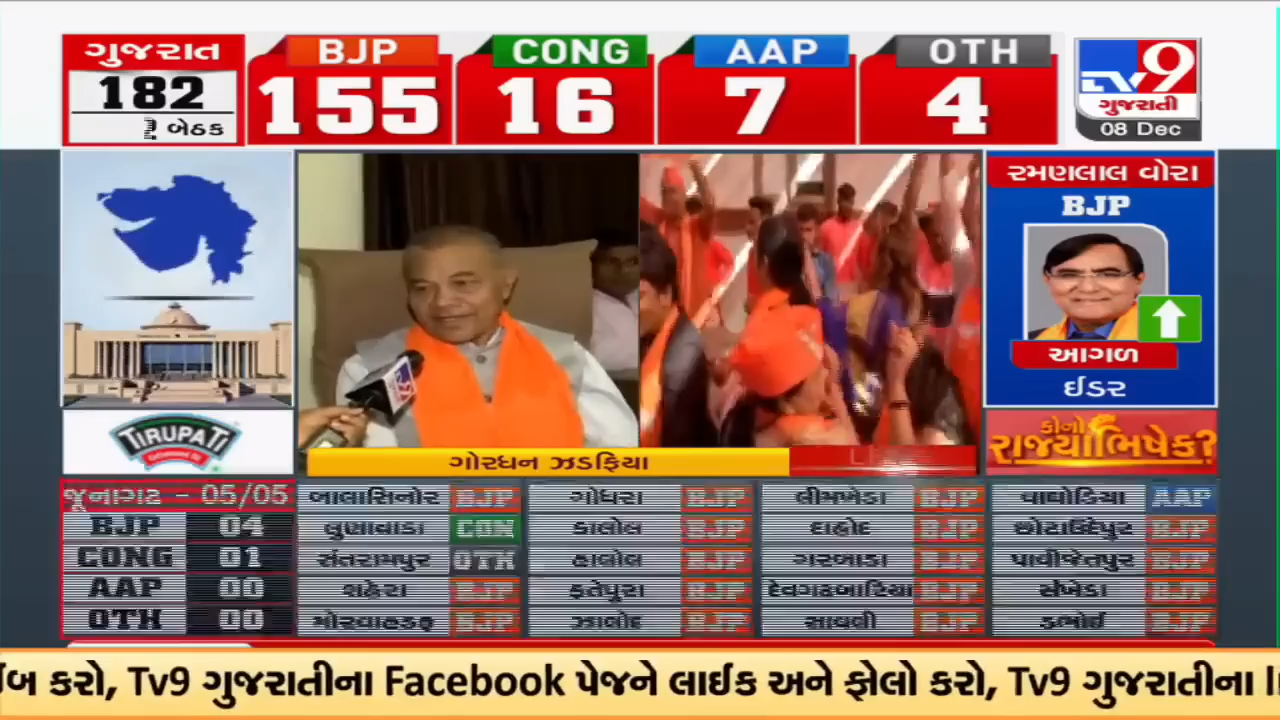 ગુજરાત
182
બેઠક
BJP
155
CONG
16
AAP
7
OTH
4
TV9
ગુજરાતી
08 Dec
રમણલાલ વોરા
BJP
આગળ
ઈડર
TIRUPATI
ગોરધન ઝડફિયા
કોનો
રાજ્યાભિષેક?
જૂનાગઢ - 05/05
BJP 04
CONG 01
AAP 00
OTH 00
બાલાસિનોર BJP
લુણાવાડા CON
સંતરામપુર OTH
શહેરા BJP
મોરવાહડફ BJP
ગોધરા BJP
કાલોલ BJP
હાલોલ BJP
ફતેપુરા BJP
ઝાલોદ BJP
લીમખેડા BJP
દાહોદ BJP
ગરબાડા BJP
દેવગઢબારિયા BJP
સાવલી BJP
વાઘોડિયા AAP
છોટાઉદેપુર BJP
પાવીજેતપુર BJP
સંખેડા BJP
ડભોઈ BJP
કરો, Tv9 ગુજરાતીના Facebook પેજને લાઈક અને ફોલો કરો, Tv9 ગુજરાતીના